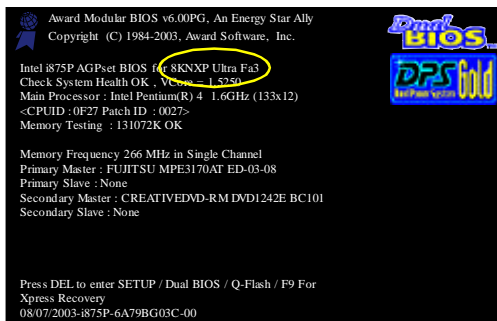 Award Modular BIOS v6.00PG, An Energy Star Ally
Copyright (C) 1984-2003, Award Software, Inc.
Dual
BIOS
Intel i875P AGPset BIOS for 8KNXP Ultra Fa3
Check System Health OK , VCore = 1.5250
Main Processor : Intel Pentium(R) 4 1.6GHz (133x12)
<CPUID : 0F27 Patch ID : 0027>
Memory Testing : 131072K OK
DPS Gold
Dual Power System
Memory Frequency 266 MHz in Single Channel
Primary Master : FUJITSU MPE3170AT ED-03-08
Primary Slave : None
Secondary Master : CREATIVEDVD-RM DVD1242E BC101
Secondary Slave : None
Press DEL to enter SETUP / Dual BIOS / Q-Flash / F9 For
Xpress Recovery
08/07/2003-i875P-6A79BG03C-00